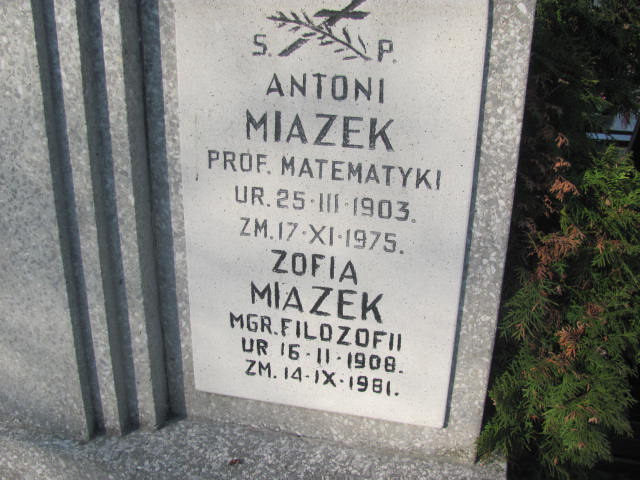 S. P.
ANTONI
MIAZEK
PROF. MATEMATYKI
UR. 25·III·1903.
ZM. 17·XI·1975.
ZOFIA
MIAZEK
MGR. FILOZOFII
UR 16·II·1908.
ZM. 14·IX·1981.